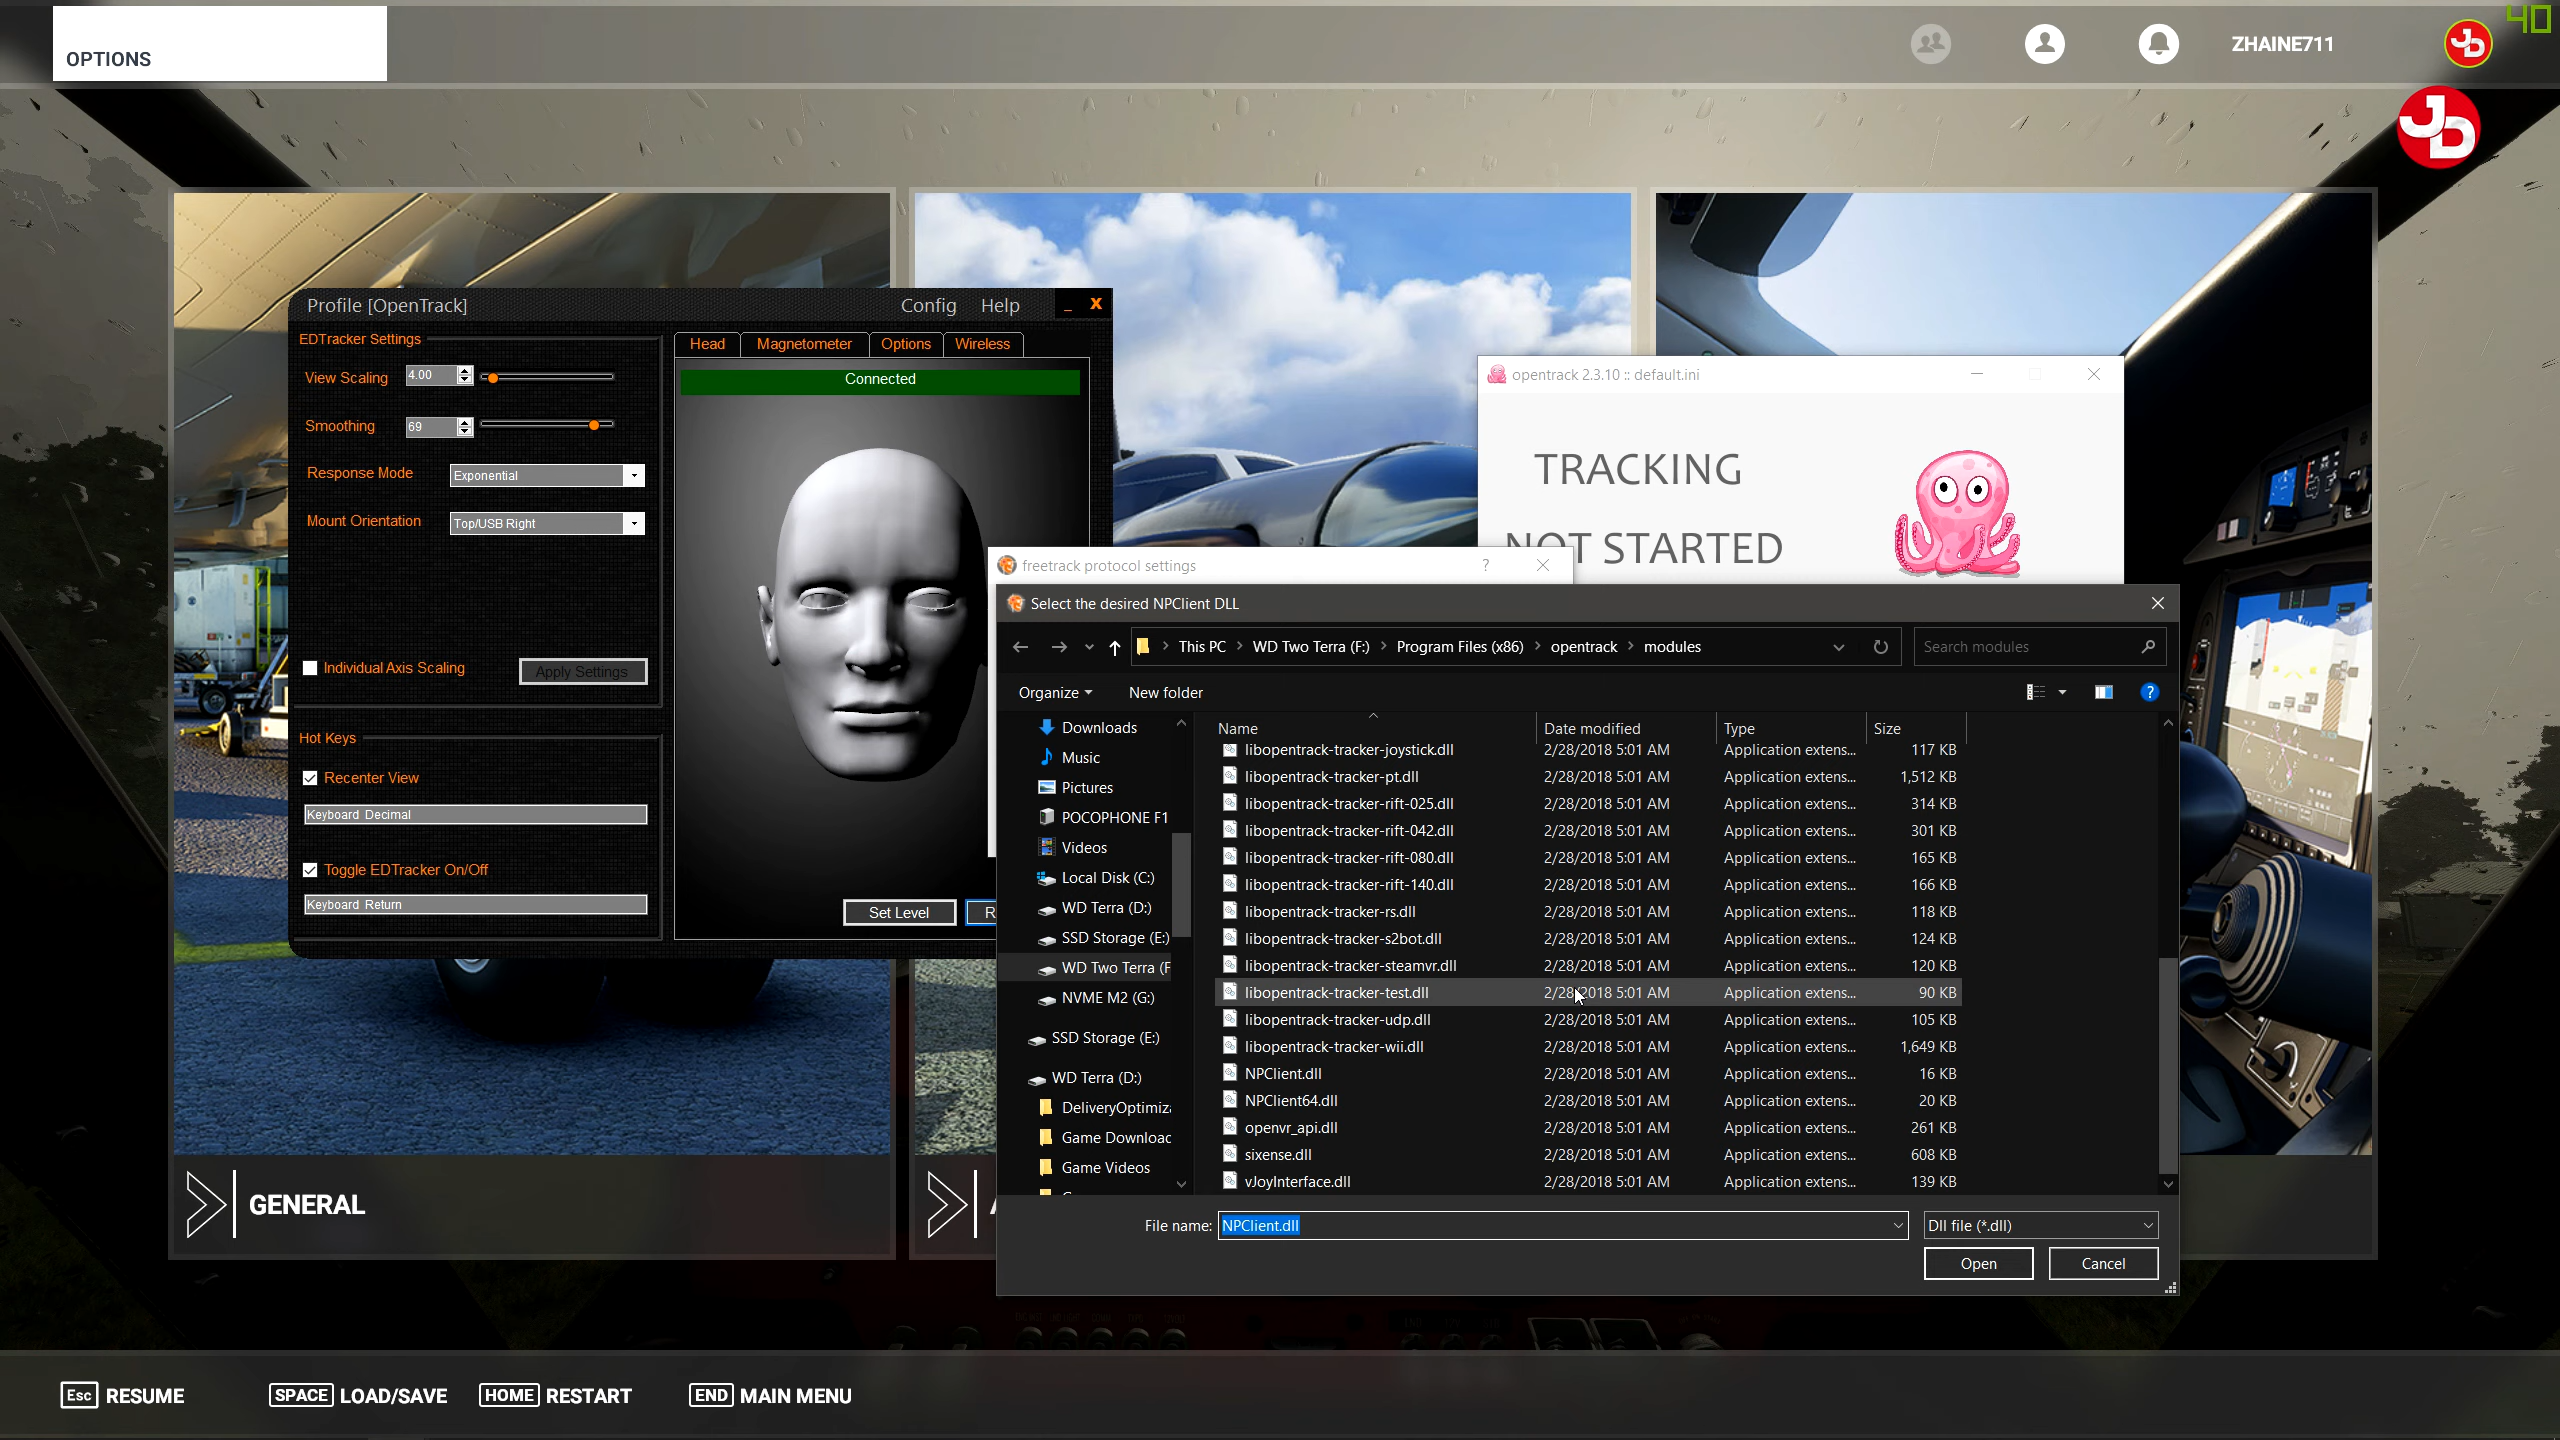 OPTIONS
ZHAINE711
JD
40
JD
Profile [OpenTrack]
Config
Help
_
X
EDTracker Settings
View Scaling
4.00
Smoothing
69
Response Mode
Exponential
Mount Orientation
Top/USB Right
Individual Axis Scaling
Apply Settings
Hot Keys
Recenter View
Keyboard Decimal
Toggle EDTracker On/Off
Keyboard Return
Head
Magnetometer
Options
Wireless
Connected
Set Level
R
opentrack 2.3.10 :: default.ini
TRACKING
NOT STARTED
freetrack protocol settings
?
Select the desired NPClient DLL
This PC > WD Two Terra (F:) > Program Files (x86) > opentrack > modules
Search modules
Organize
New folder
?
Downloads
Music
Pictures
POCOPHONE F1
Videos
Local Disk (C:)
WD Terra (D:)
SSD Storage (E:)
WD Two Terra (F
NVME M2 (G:)
SSD Storage (E:)
WD Terra (D:)
DeliveryOptimiz
Game Downloac
Game Videos
Name Date modified Type Size
libopentrack-tracker-joystick.dll 2/28/2018 5:01 AM Application extens... 117 KB
libopentrack-tracker-pt.dll 2/28/2018 5:01 AM Application extens... 1,512 KB
libopentrack-tracker-rift-025.dll 2/28/2018 5:01 AM Application extens... 314 KB
libopentrack-tracker-rift-042.dll 2/28/2018 5:01 AM Application extens... 301 KB
libopentrack-tracker-rift-080.dll 2/28/2018 5:01 AM Application extens... 165 KB
libopentrack-tracker-rift-140.dll 2/28/2018 5:01 AM Application extens... 166 KB
libopentrack-tracker-rs.dll 2/28/2018 5:01 AM Application extens... 118 KB
libopentrack-tracker-s2bot.dll 2/28/2018 5:01 AM Application extens... 124 KB
libopentrack-tracker-steamvr.dll 2/28/2018 5:01 AM Application extens... 120 KB
libopentrack-tracker-test.dll 2/28/2018 5:01 AM Application extens... 90 KB
libopentrack-tracker-udp.dll 2/28/2018 5:01 AM Application extens... 105 KB
libopentrack-tracker-wii.dll 2/28/2018 5:01 AM Application extens... 1,649 KB
NPClient.dll 2/28/2018 5:01 AM Application extens... 16 KB
NPClient64.dll 2/28/2018 5:01 AM Application extens... 20 KB
openvr_api.dll 2/28/2018 5:01 AM Application extens... 261 KB
sixense.dll 2/28/2018 5:01 AM Application extens... 608 KB
vJoyInterface.dll 2/28/2018 5:01 AM Application extens... 139 KB
File name: NPClient.dll
Dll file (*.dll)
Open
Cancel
GENERAL
Esc RESUME
SPACE LOAD/SAVE
HOME RESTART
END MAIN MENU